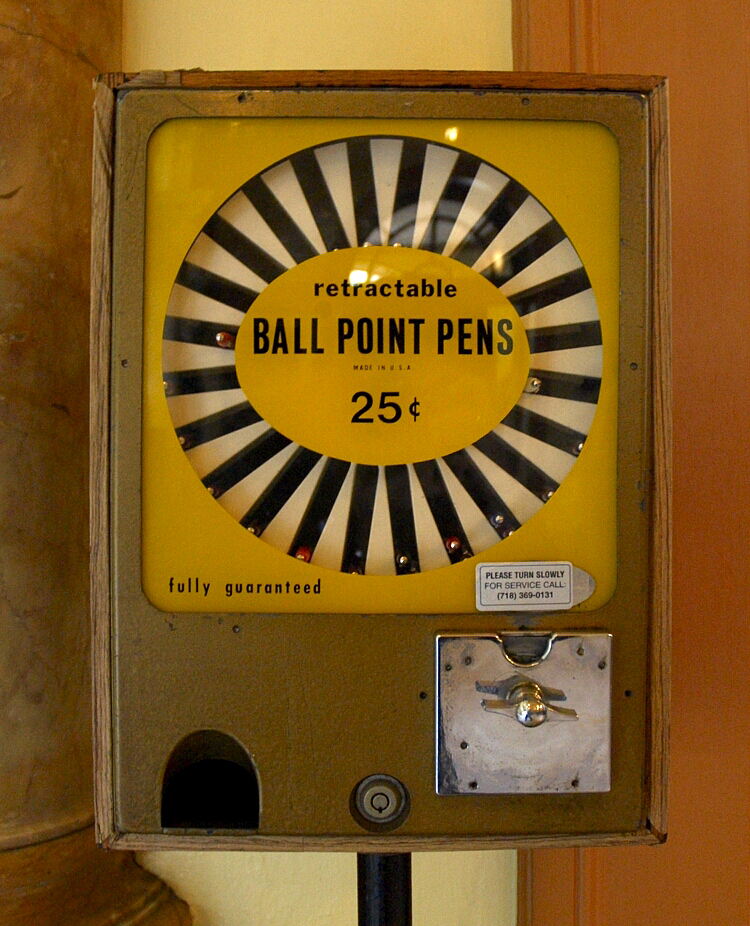 retractable
BALL POINT PENS
MADE IN U.S.A.
25¢
fully guaranteed
PLEASE TURN SLOWLY
FOR SERVICE CALL:
(718) 369-0131